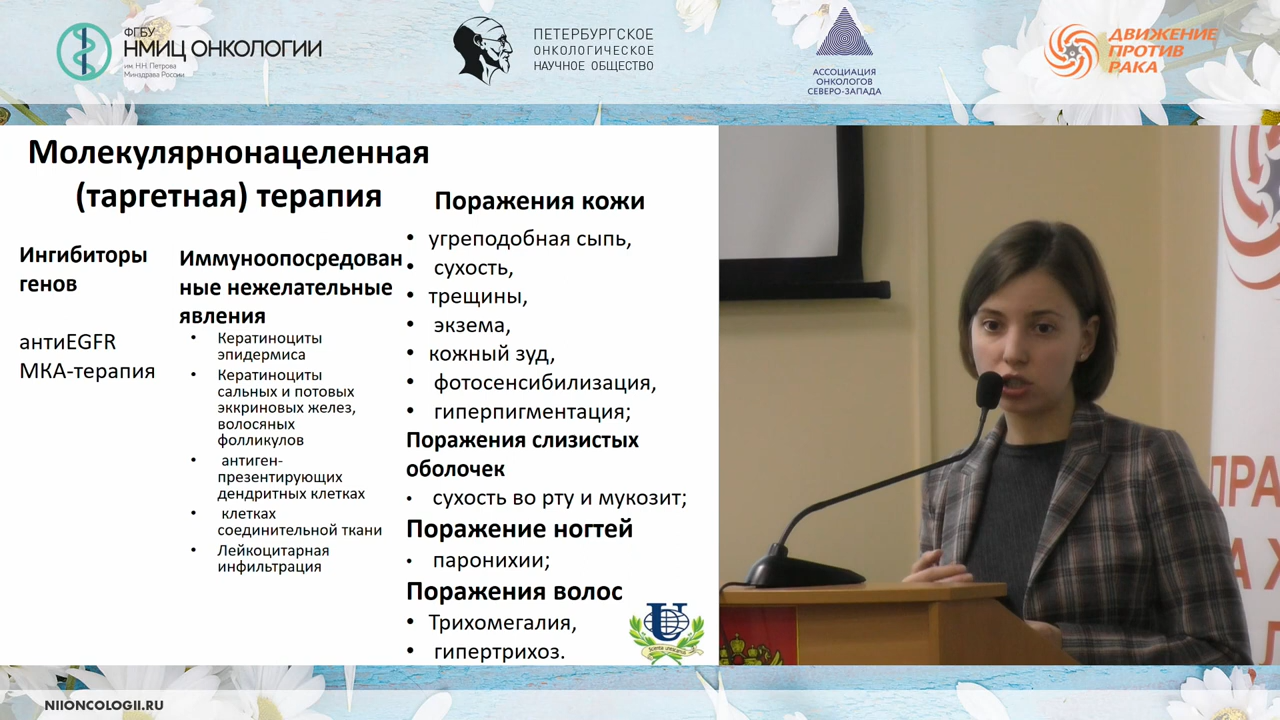 ФГБУ
НМИЦ ОНКОЛОГИИ
им. Н.Н. Петрова
Минздрава России
ПЕТЕРБУРГСКОЕ
ОНКОЛОГИЧЕСКОЕ
НАУЧНОЕ ОБЩЕСТВО
АССОЦИАЦИЯ
ОНКОЛОГОВ
СЕВЕРО-ЗАПАДА
ДВИЖЕНИЕ
ПРОТИВ
РАКА
Молекулярнонацеленная
(таргетная) терапия
Ингибиторы
генов
антиEGFR
МКА-терапия
Иммуноопосредован
ные нежелательные
явления
• Кератиноциты
эпидермиса
• Кератиноциты
сальных и потовых
эккриновых желез,
волосяных
фолликулов
• антиген-
презентирующих
дендритных клетках
• клетках
соединительной ткани
• Лейкоцитарная
инфильтрация
Поражения кожи
• угреподобная сыпь,
• сухость,
• трещины,
• экзема,
• кожный зуд,
• фотосенсибилизация,
• гиперпигментация;
Поражения слизистых
оболочек
• сухость во рту и мукозит;
Поражение ногтей
• паронихии;
Поражения волос
• Трихомегалия,
• гипертрихоз.
NIIONCOLOGII.RU